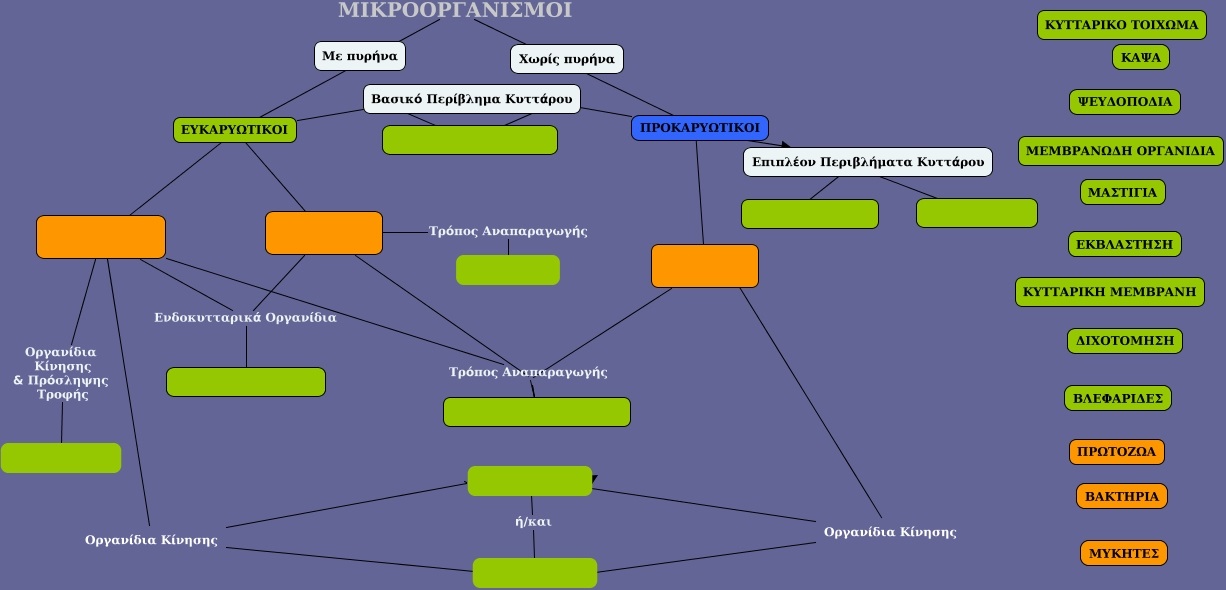 ΜΙΚΡΟΟΡΓΑΝΙΣΜΟΙ
Με πυρήνα
Χωρίς πυρήνα
Βασικό Περίβλημα Κυττάρου
ΕΥΚΑΡΥΩΤΙΚΟΙ
ΠΡΟΚΑΡΥΩΤΙΚΟΙ
Επιπλέον Περιβλήματα Κυττάρου
Τρόπος Αναπαραγωγής
Ενδοκυτταρικά Οργανίδια
Οργανίδια
Κίνησης
& Πρόσληψης
Τροφής
Τρόπος Αναπαραγωγής
ή/και
Οργανίδια Κίνησης
Οργανίδια Κίνησης
ΚΥΤΤΑΡΙΚΟ ΤΟΙΧΩΜΑ
ΚΑΨΑ
ΨΕΥΔΟΠΟΔΙΑ
ΜΕΜΒΡΑΝΩΔΗ ΟΡΓΑΝΙΔΙΑ
ΜΑΣΤΙΓΙΑ
ΕΚΒΛΑΣΤΗΣΗ
ΚΥΤΤΑΡΙΚΗ ΜΕΜΒΡΑΝΗ
ΔΙΧΟΤΟΜΗΣΗ
ΒΛΕΦΑΡΙΔΕΣ
ΠΡΩΤΟΖΩΑ
ΒΑΚΤΗΡΙΑ
ΜΥΚΗΤΕΣ